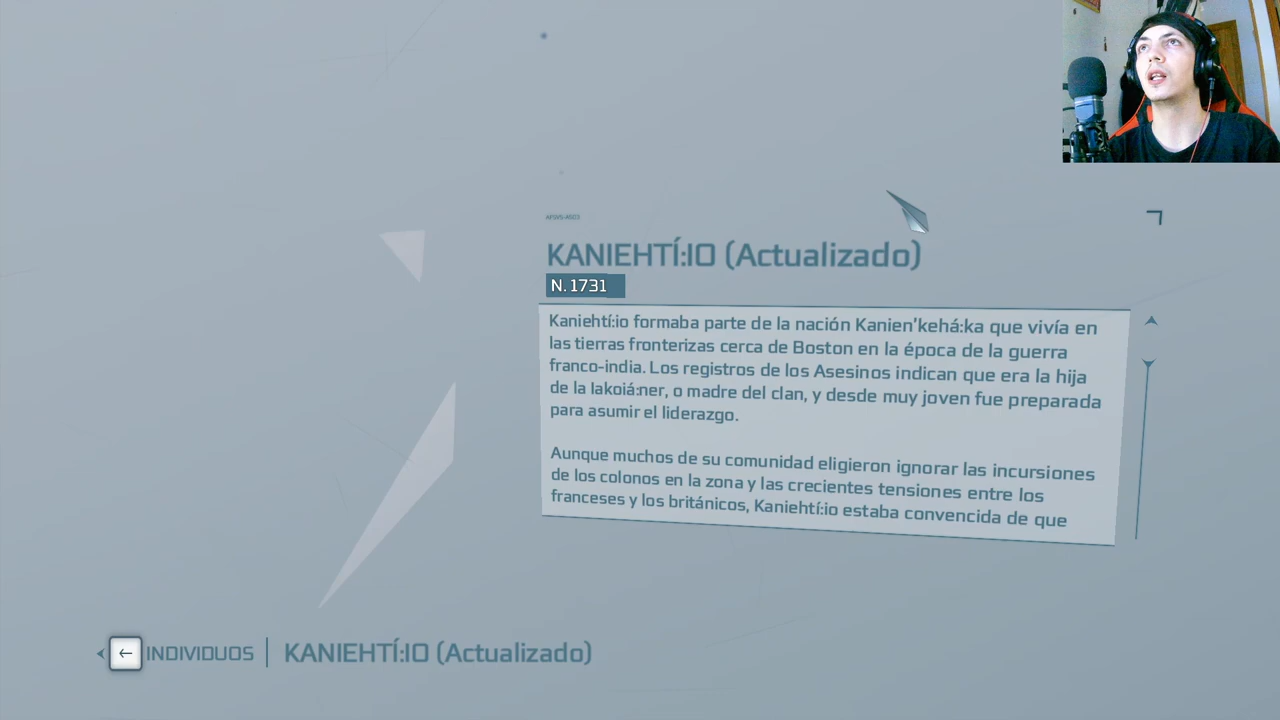 KANIEHTÍ:IO (Actualizado)
N. 1731
Kaniehtí:io formaba parte de la nación Kanien'kehá:ka que vivía en
las tierras fronterizas cerca de Boston en la época de la guerra
franco-india. Los registros de los Asesinos indican que era la hija
de la Iakoiá:ner, o madre del clan, y desde muy joven fue preparada
para asumir el liderazgo.
Aunque muchos de su comunidad eligieron ignorar las incursiones
de los colonos en la zona y las crecientes tensiones entre los
franceses y los británicos, Kaniehtí:io estaba convencida de que
INDIVIDUOS KANIEHTÍ:IO (Actualizado)